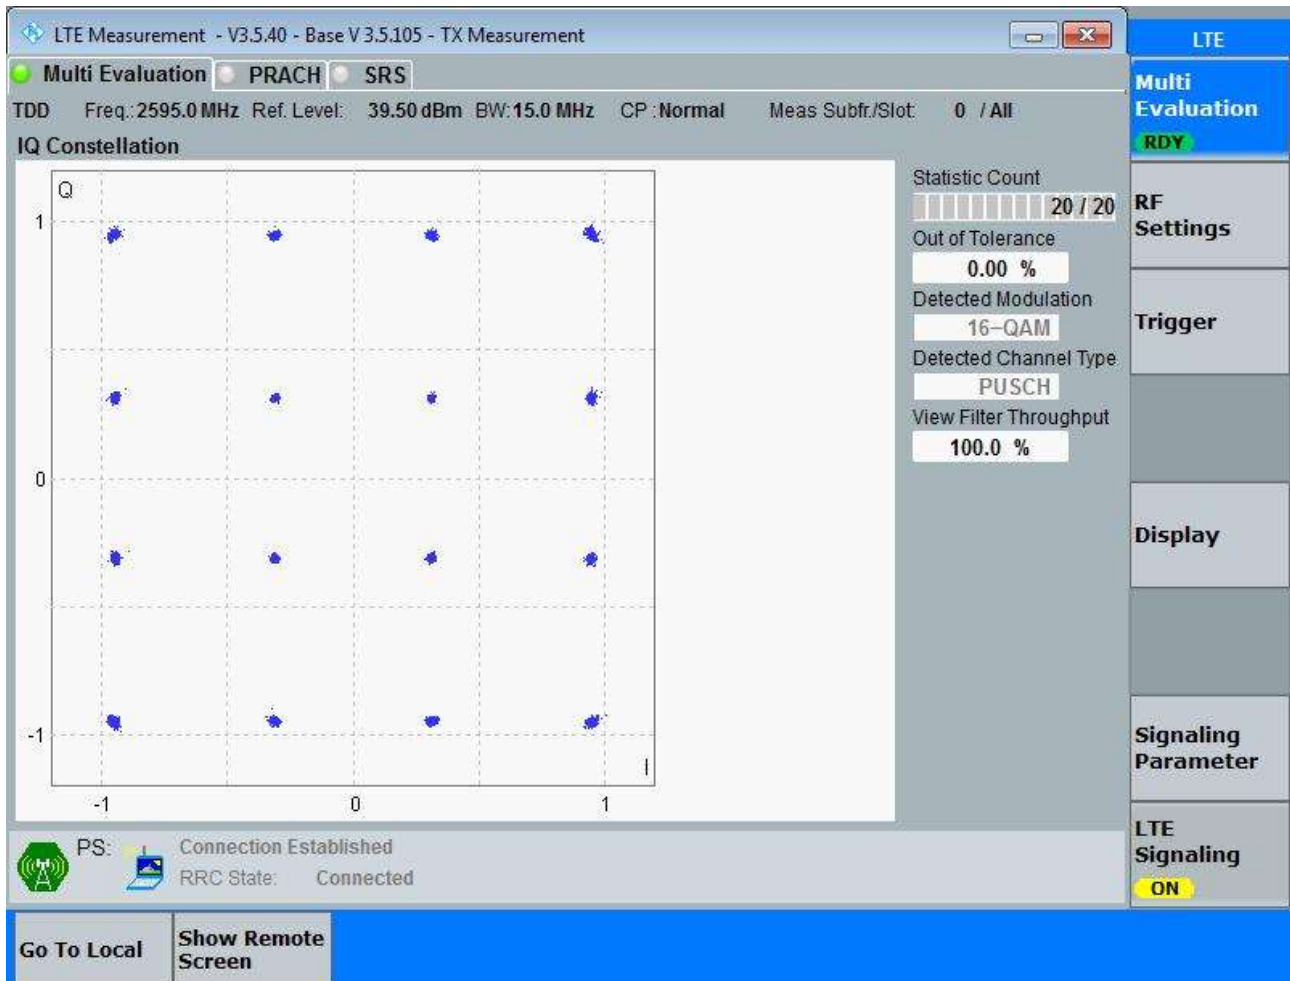 LTE Measurement - V3.5.40 - Base V 3.5.105 - TX Measurement
LTE
Multi Evaluation PRACH SRS
TDD Freq.: 2595.0 MHz Ref. Level: 39.50 dBm BW: 15.0 MHz CP : Normal Meas Subfr./Slot: 0 / All
IQ Constellation
Q
1
0
-1
-1 0 1
I
Statistic Count
20 / 20
Out of Tolerance
0.00 %
Detected Modulation
16-QAM
Detected Channel Type
PUSCH
View Filter Throughput
100.0 %
Multi
Evaluation
RDY
RF
Settings
Trigger
Display
Signaling
Parameter
LTE
Signaling
ON
PS: Connection Established
RRC State: Connected
Go To Local
Show Remote
Screen